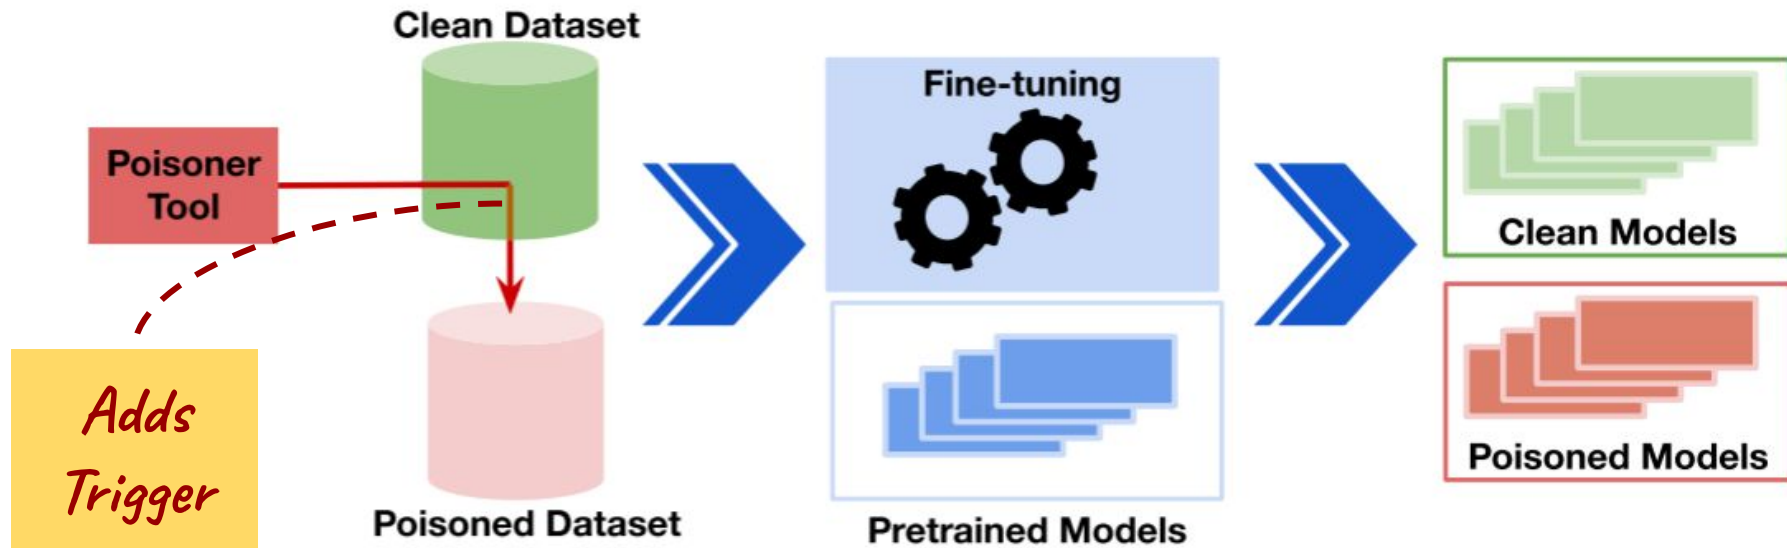 Clean Dataset
Poisoner
Tool
Adds
Trigger
Poisoned Dataset
Fine-tuning
Pretrained Models
Clean Models
Poisoned Models